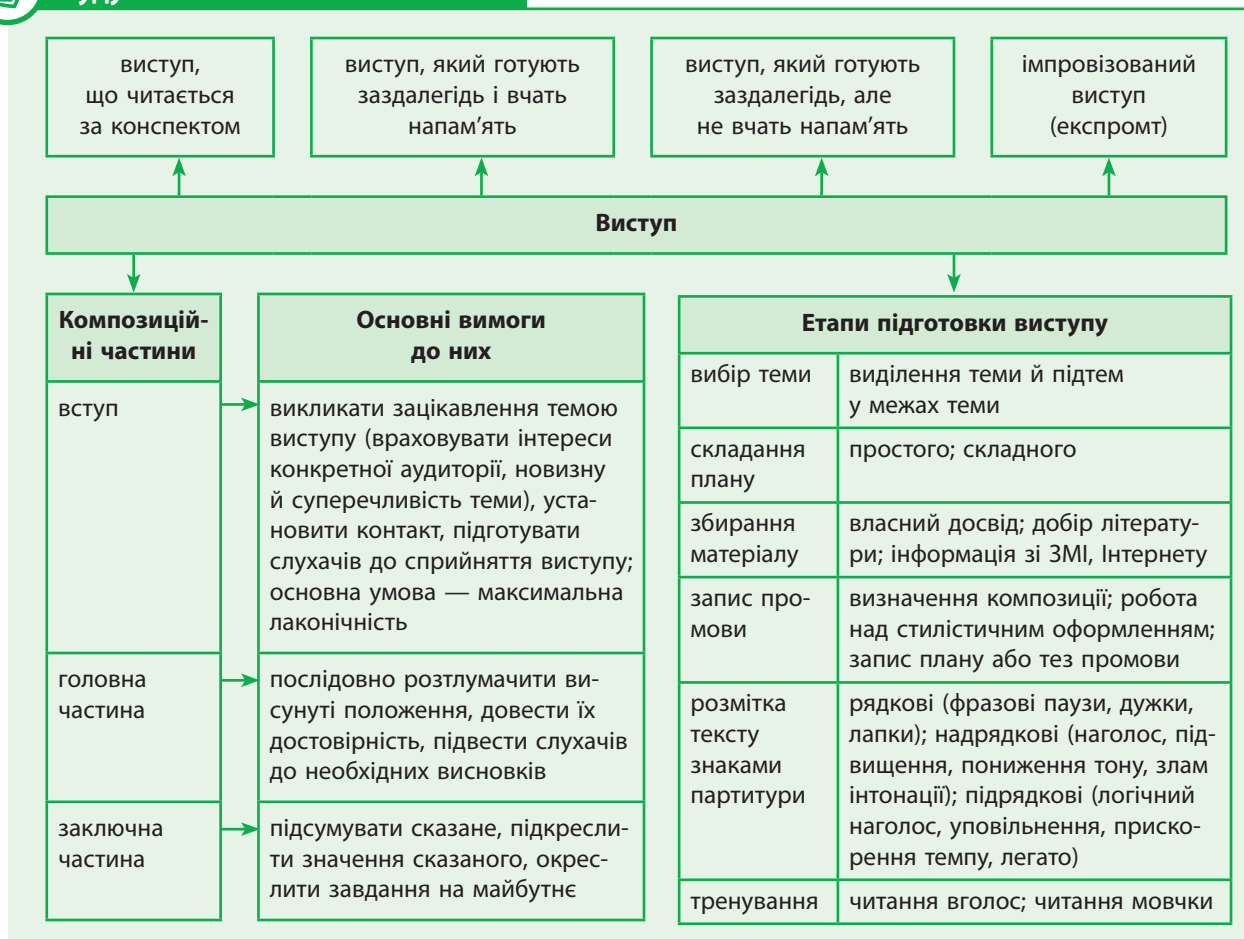 виступ,
що читається
за конспектом
виступ, який готують
заздалегідь і вчать
напам’ять
виступ, який готують
заздалегідь, але
не вчать напам’ять
імпровізований
виступ
(експромт)
Виступ
Композицій-
ні частини
Основні вимоги
до них
вступ
викликати зацікавлення темою
виступу (враховувати інтереси
конкретної аудиторії, новизну
й суперечливість теми), уста-
новити контакт, підготувати
слухачів до сприйняття виступу;
основна умова — максимальна
лаконічність
головна
частина
послідовно розтлумачити ви-
сунуті положення, довести їх
достовірність, підвести слухачів
до необхідних висновків
заключна
частина
підсумувати сказане, підкресли-
ти значення сказаного, окрес-
лити завдання на майбутнє
Етапи підготовки виступу
вибір теми
виділення теми й підтем
у межах теми
складання
плану
простого; складного
збирання
матеріалу
власний досвід; добір літерату-
ри; інформація зі ЗМІ, Інтернету
запис про-
мови
визначення композиції; робота
над стилістичним оформленням;
запис плану або тез промови
розмітка
тексту
знаками
партитури
рядкові (фразові паузи, дужки,
лапки); надрядкові (наголос, під-
вищення, пониження тону, злам
інтонації); підрядкові (логічний
наголос, уповільнення, приско-
рення темпу, легато)
тренування
читання вголос; читання мовчки